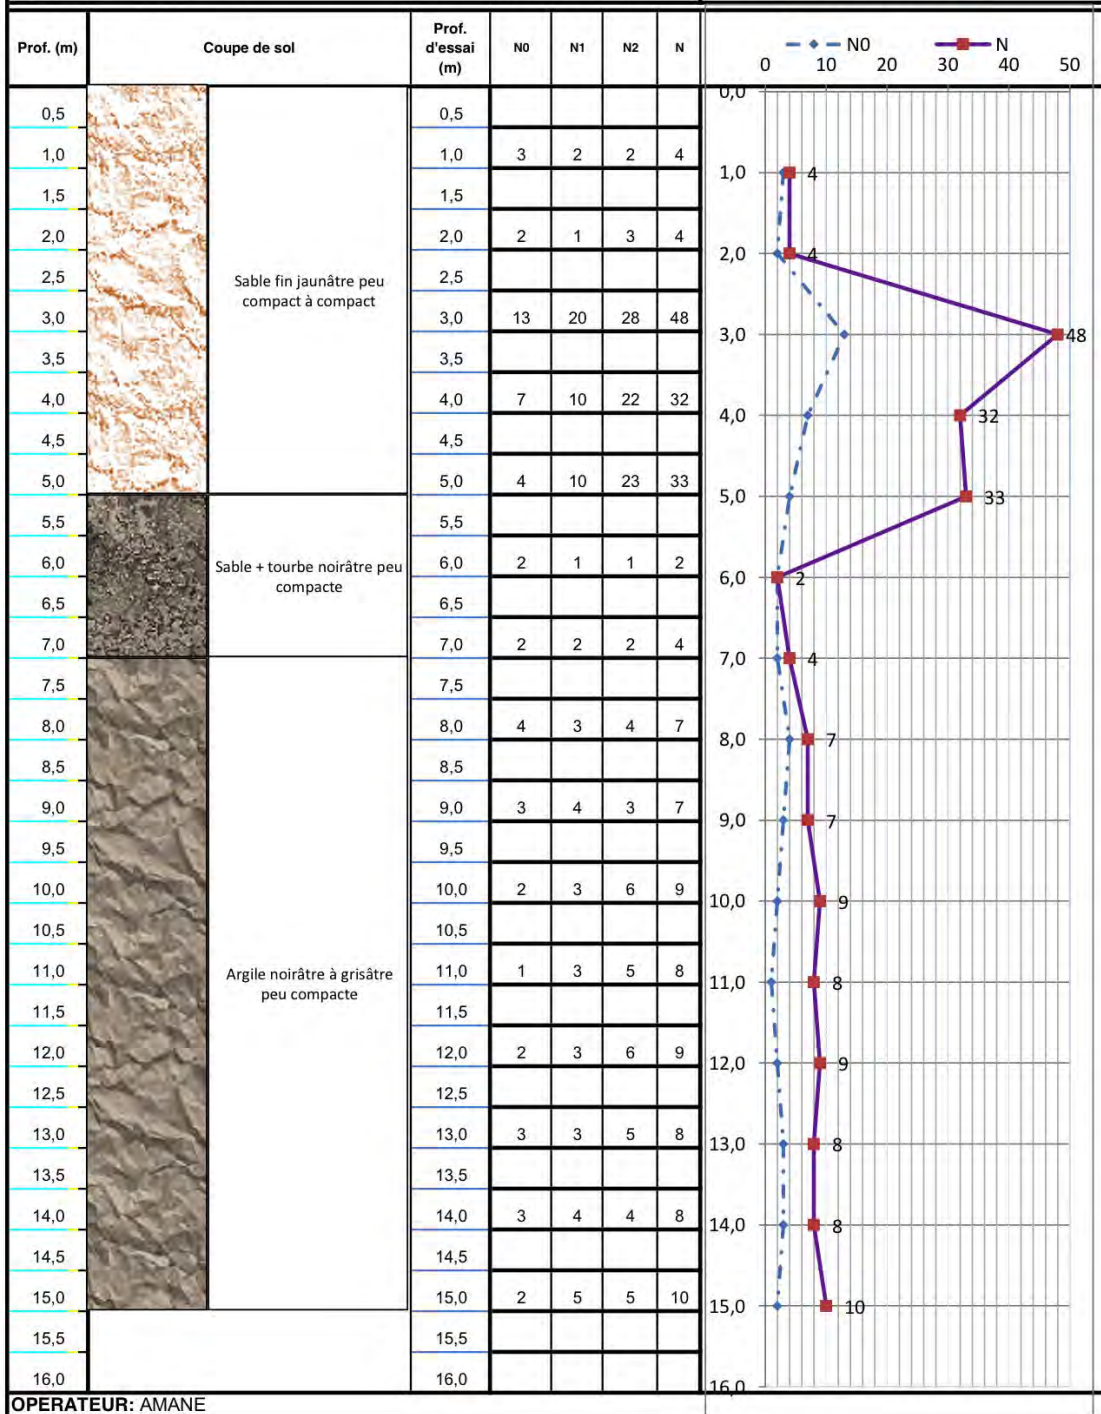 Prof. (m) Coupe de sol Prof. d'essai (m) N0 N1 N2 N
N0 N
0 10 20 30 40 50
0,0
0,5 0,5
1,0 1,0 3 2 2 4 1,0 4
1,5 1,5
2,0 2,0 2 1 3 4 2,0 4
2,5 Sable fin jaunâtre peu 2,5
compact à compact
3,0 3,0 13 20 28 48 3,0 48
3,5 3,5
4,0 4,0 7 10 22 32 4,0 32
4,5 4,5
5,0 5,0 4 10 23 33 5,0 33
5,5 5,5
6,0 Sable + tourbe noirâtre peu 6,0 2 1 1 2 6,0 2
compacte
6,5 6,5
7,0 7,0 2 2 2 4 7,0 4
7,5 7,5
8,0 8,0 4 3 4 7 8,0 7
8,5 8,5
9,0 9,0 3 4 3 7 9,0 7
9,5 9,5
10,0 10,0 2 3 6 9 10,0 9
10,5 10,5
11,0 Argile noirâtre à grisâtre 11,0 1 3 5 8 11,0 8
peu compacte
11,5 11,5
12,0 12,0 2 3 6 9 12,0 9
12,5 12,5
13,0 13,0 3 3 5 8 13,0 8
13,5 13,5
14,0 14,0 3 4 4 8 14,0 8
14,5 14,5
15,0 15,0 2 5 5 10 15,0 10
15,5 15,5
16,0 16,0 16,0
OPERATEUR: AMANE